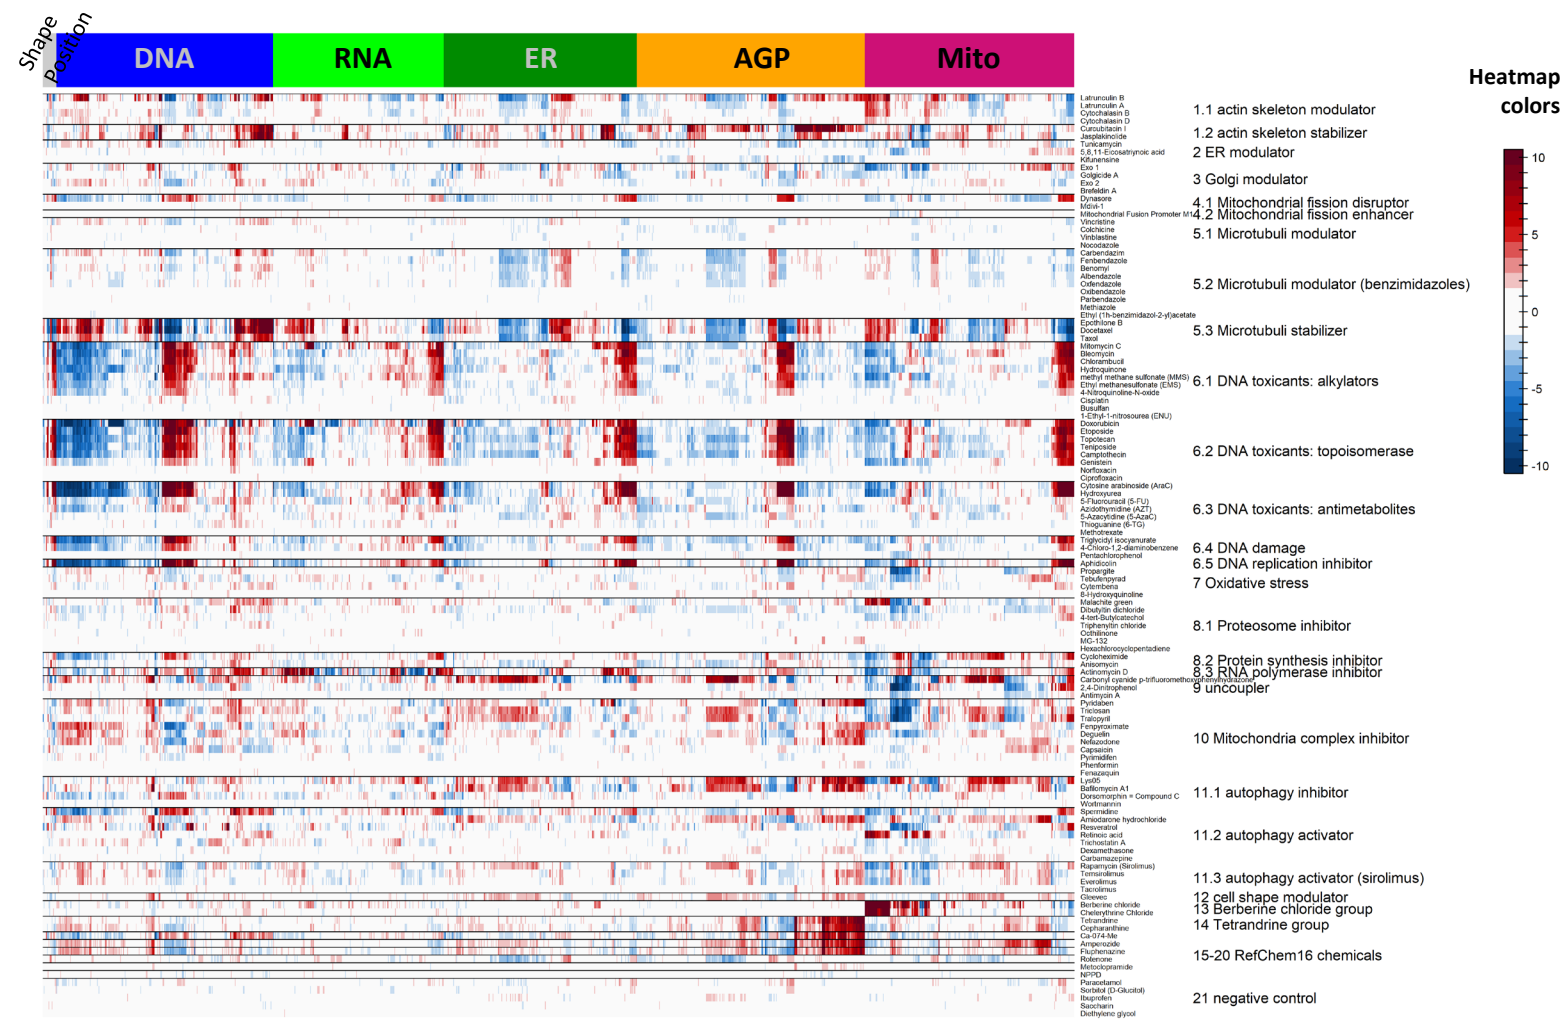 Shape
Position
DNA
RNA
ER
AGP
Mito
Heatmap
colors
10
5
0
-5
-10
Latrunculin B
Latrunculin A
Cytochalasin B
Cytochalasin D
1.1 actin skeleton modulator
Curcubitacin I
Jasplakinolide
1.2 actin skeleton stabilizer
Tunicamycin
5,8,11-Eicosatriynoic acid
Kifunensine
2 ER modulator
Exo 1
Golgicide A
Exo 2
Brefeldin A
3 Golgi modulator
Dynasore
Mdivi-1
4.1 Mitochondrial fission disruptor
Mitochondrial Fusion Promoter M1
4.2 Mitochondrial fission enhancer
Vincristine
Colchicine
Vinblastine
Nocodazole
5.1 Microtubuli modulator
Carbendazim
Fenbendazole
Benomyl
Albendazole
Oxfendazole
Oxibendazole
Parbendazole
Methiazole
Ethyl (1h-benzimidazol-2-yl)acetate
5.2 Microtubuli modulator (benzimidazoles)
Epothilone B
Docetaxel
Taxol
5.3 Microtubuli stabilizer
Mitomycin C
Bleomycin
Chlorambucil
Hydroquinone
methyl methane sulfonate (MMS)
Ethyl methanesulfonate (EMS)
4-Nitroquinoline-N-oxide
Cisplatin
Busulfan
1-Ethyl-1-nitrosourea (ENU)
6.1 DNA toxicants: alkylators
Doxorubicin
Etoposide
Topotecan
Teniposide
Camptothecin
Genistein
Norfloxacin
Ciprofloxacin
6.2 DNA toxicants: topoisomerase
Cytosine arabinoside (AraC)
Hydroxyurea
5-Fluorouracil (5-FU)
Azidothymidine (AZT)
5-Azacytidine (5-AzaC)
Thioguanine (6-TG)
Methotrexate
6.3 DNA toxicants: antimetabolites
Triglycidyl isocyanurate
4-Chloro-1,2-diaminobenzene
Pentachlorophenol
6.4 DNA damage
Aphidicolin
6.5 DNA replication inhibitor
Propargite
Tebufenpyrad
Cytembena
8-Hydroxyquinoline
7 Oxidative stress
Malachite green
Dibutyltin dichloride
4-tert-Butylcatechol
Triphenyltin chloride
Octhilinone
MG-132
Hexachlorocyclopentadiene
8.1 Proteosome inhibitor
Cycloheximide
Anisomycin
8.2 Protein synthesis inhibitor
Actinomycin D
8.3 RNA polymerase inhibitor
Carbonyl cyanide p-trifluoromethoxyphenylhydrazone
2,4-Dinitrophenol
Antimycin A
9 uncoupler
Pyridaben
Triclosan
Tralopyril
Fenpyroximate
Deguelin
Nefazodone
Capsaicin
Pyrimidifen
Phenformin
Fenazaquin
10 Mitochondria complex inhibitor
Lys05
Bafilomycin A1
Dorsomorphin = Compound C
Wortmannin
11.1 autophagy inhibitor
Spermidine
Amiodarone hydrochloride
Resveratrol
Retinoic acid
Trichostatin A
Dexamethasone
Carbamazepine
11.2 autophagy activator
Rapamycin (Sirolimus)
Temsirolimus
Everolimus
Tacrolimus
11.3 autophagy activator (sirolimus)
Gleevec
12 cell shape modulator
Berberine chloride
Chelerythrine Chloride
13 Berberine chloride group
Tetrandrine
Cepharanthine
14 Tetrandrine group
Ca-074-Me
Amperozide
Fluphenazine
Rotenone
Metoclopramide
NPPD
15-20 RefChem16 chemicals
Paracetamol
Sorbitol (D-Glucitol)
Ibuprofen
Saccharin
Diethylene glycol
21 negative control